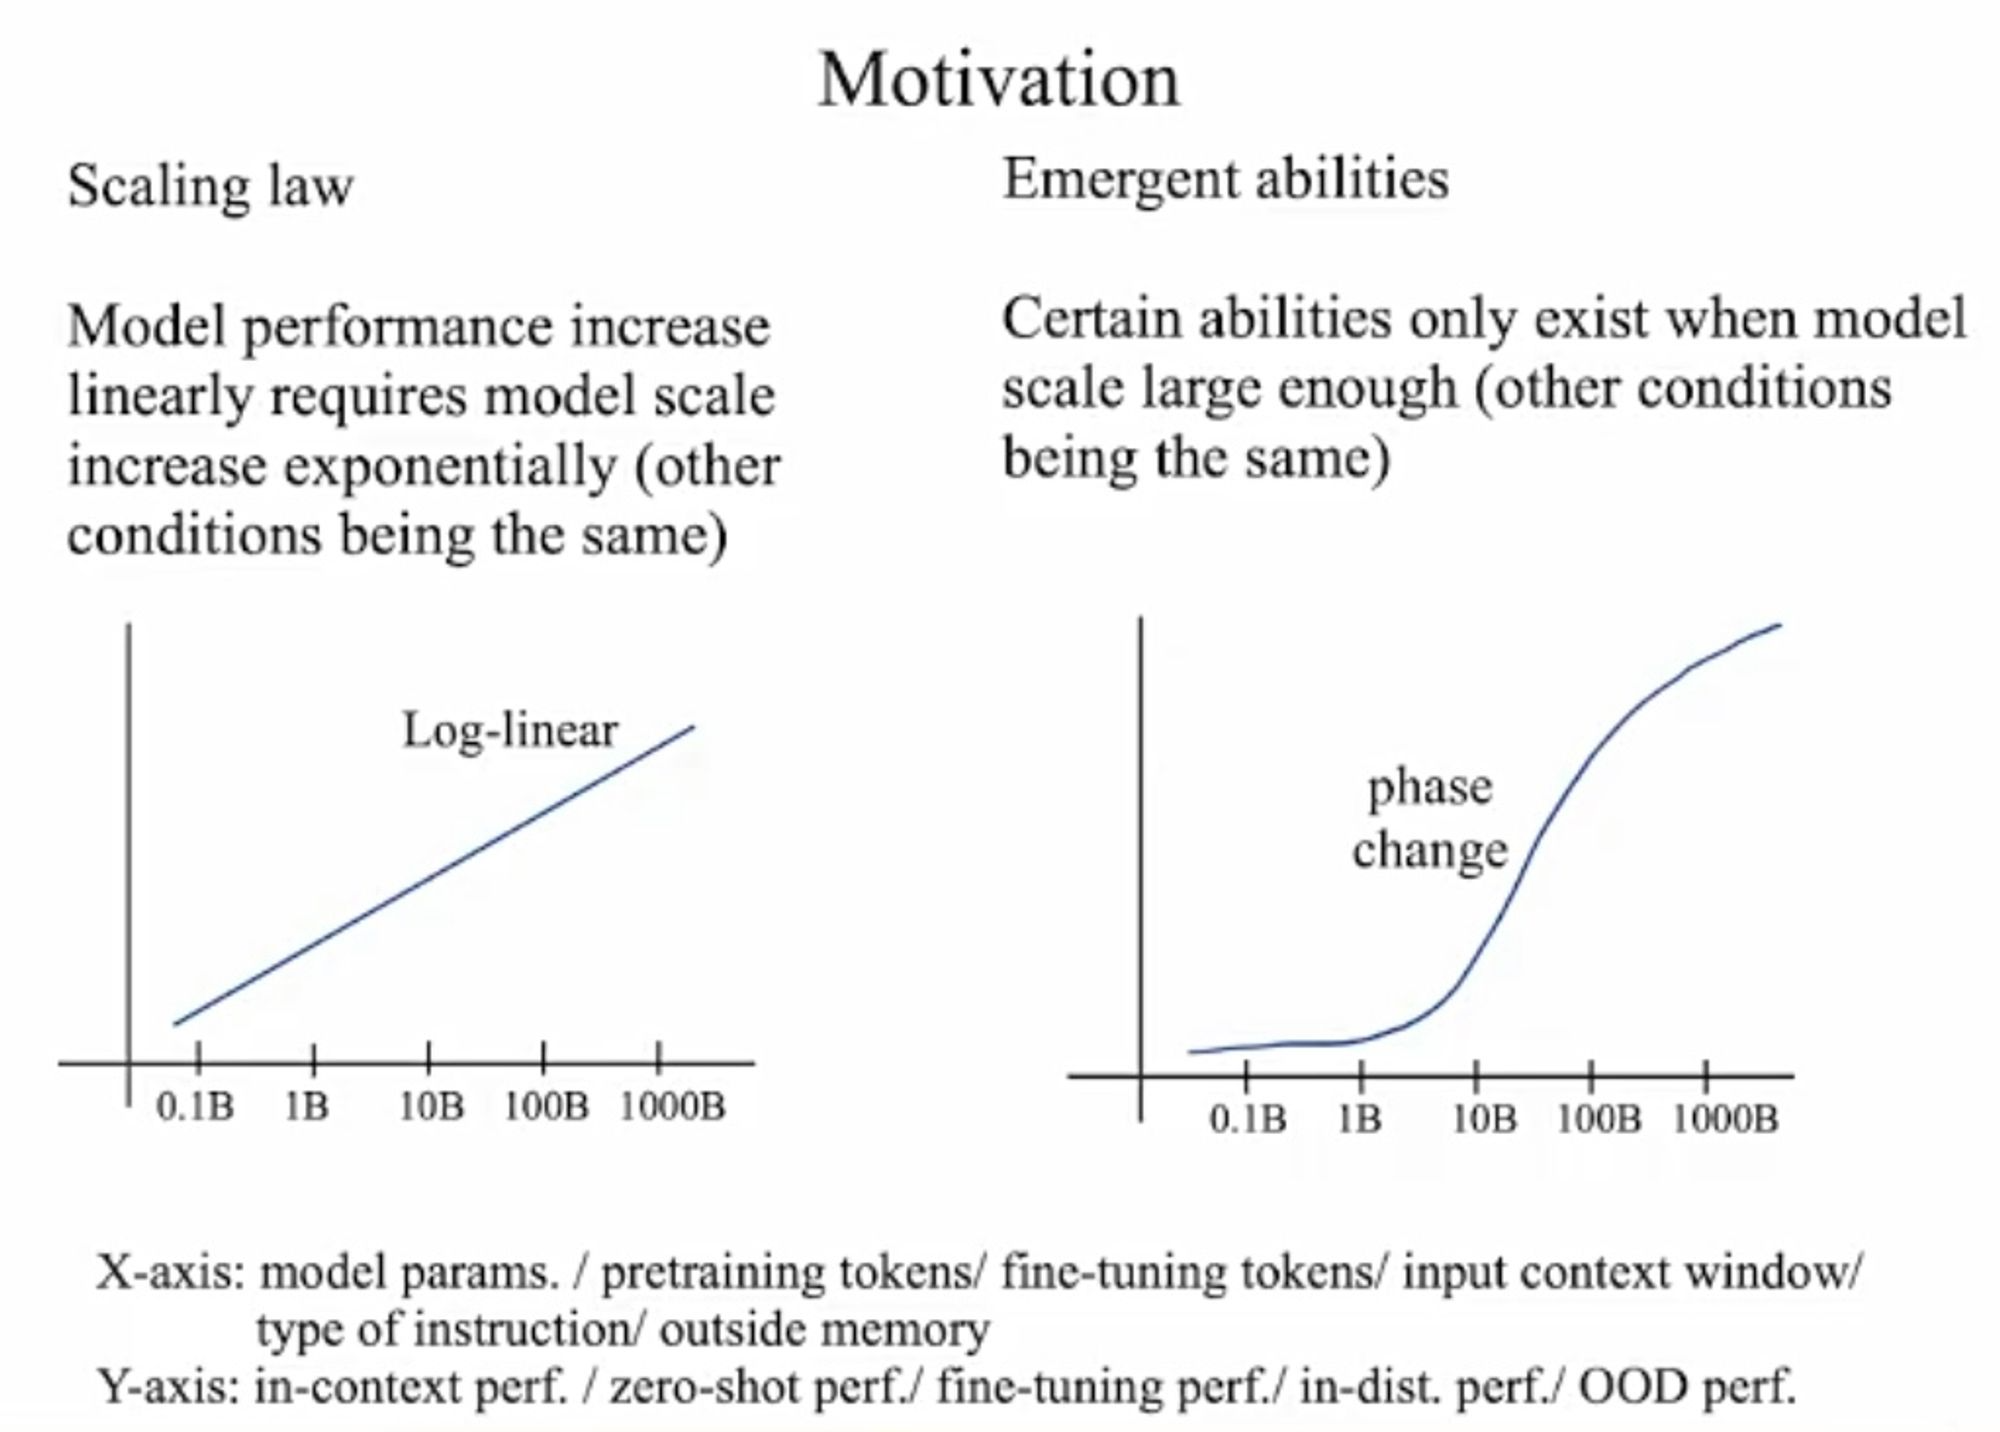 Motivation
Scaling law
Model performance increase
linearly requires model scale
increase exponentially (other
conditions being the same)
Log-linear
0.1B 1B 10B 100B 1000B
Emergent abilities
Certain abilities only exist when model
scale large enough (other conditions
being the same)
phase
change
0.1B 1B 10B 100B 1000B
X-axis: model params. / pretraining tokens/ fine-tuning tokens/ input context window/
type of instruction/ outside memory
Y-axis: in-context perf. / zero-shot perf./ fine-tuning perf./ in-dist. perf./ OOD perf.